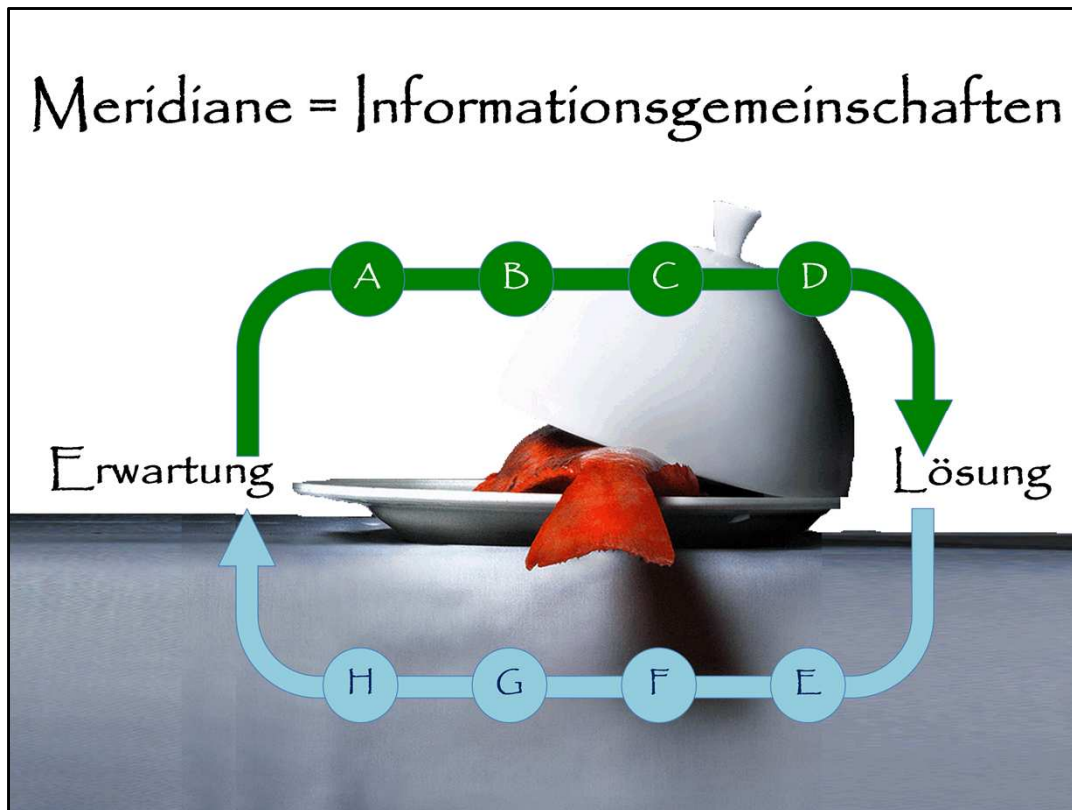 Meridiane = Informationsgemeinschaften
A B C D
Erwartung Lösung
H G F E